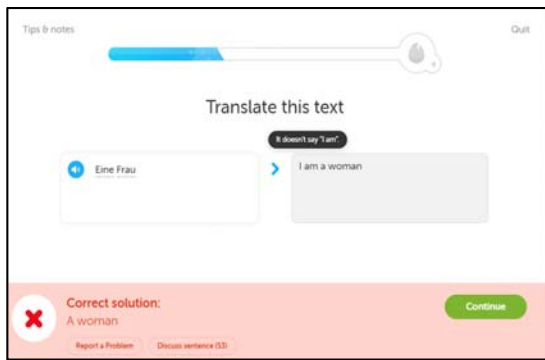 Tips & notes
Quit
Translate this text
It doesn't say "I am".
Eine Frau
I am a woman
Correct solution:
A woman
Continue
Report a Problem
Discuss sentence (53)